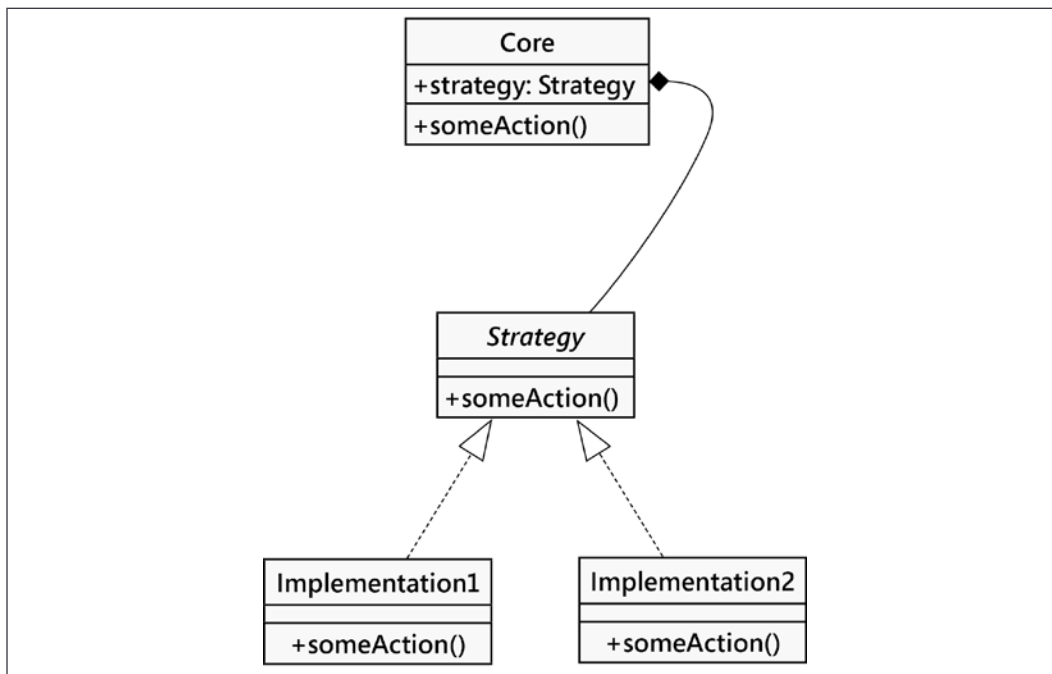 Core
+strategy: Strategy
+someAction()
Strategy
+someAction()
Implementation1
+someAction()
Implementation2
+someAction()